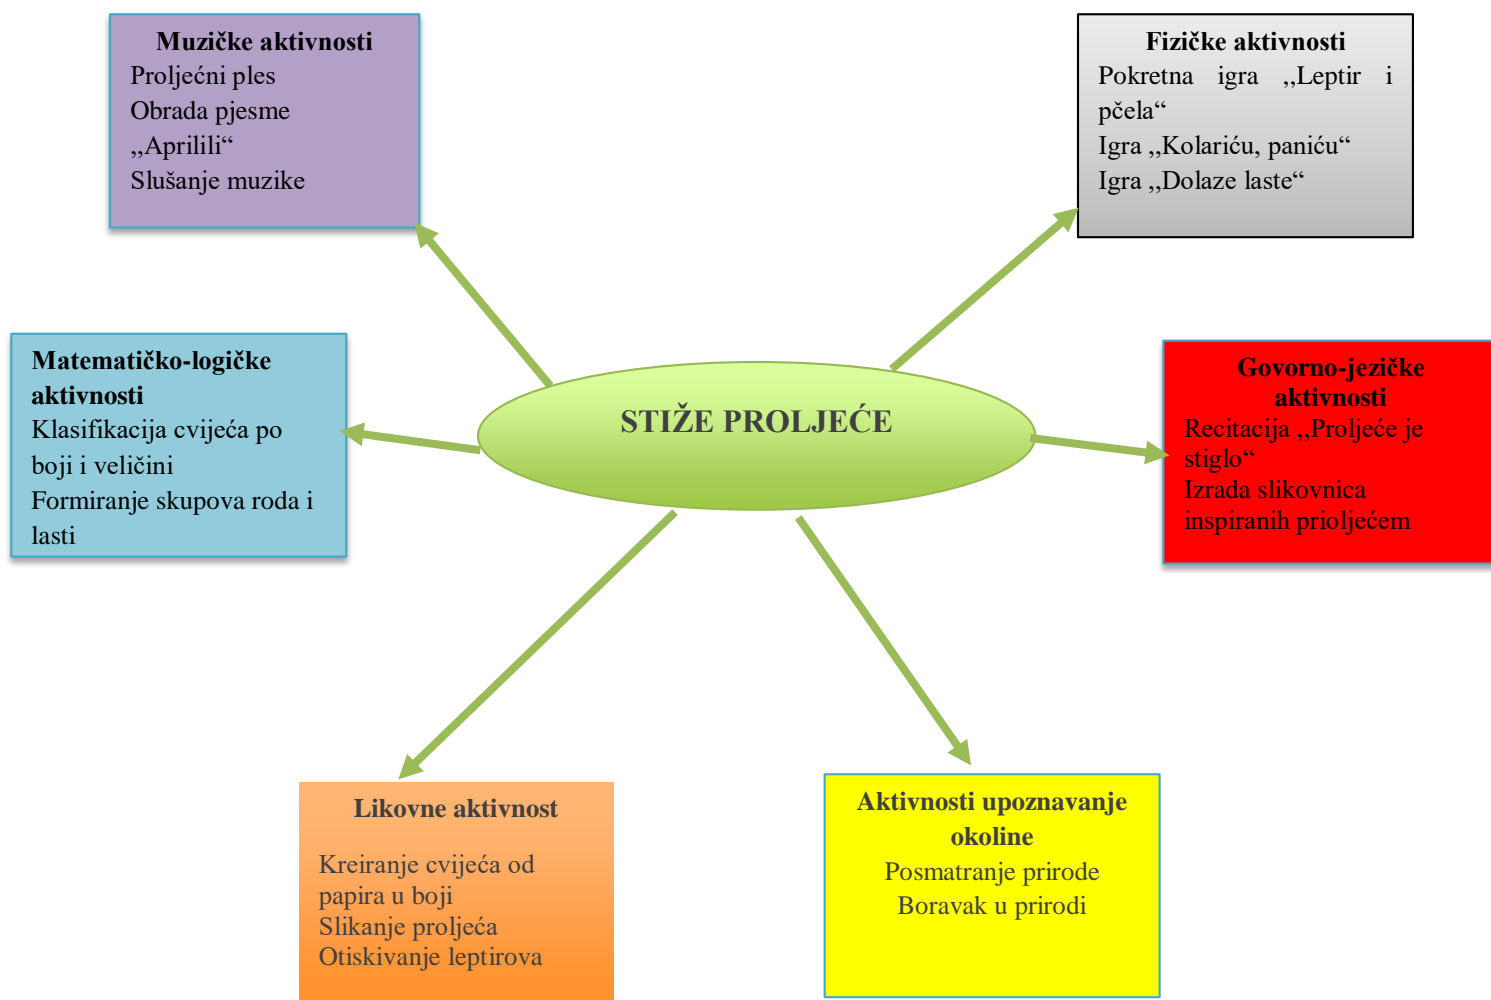 Muzičke aktivnosti
Proljećni ples
Obrada pjesme
,,Aprilili“
Slušanje muzike
Fizičke aktivnosti
Pokretna igra ,,Leptir i
pčela“
Igra ,,Kolariću, paniću“
Igra ,,Dolaze laste“
Matematičko-logičke
aktivnosti
Klasifikacija cvijeća po
boji i veličini
Formiranje skupova roda i
lasti
STIŽE PROLJEĆE
Govorno-jezičke
aktivnosti
Recitacija ,,Proljeće je
stiglo“
Izrada slikovnica
inspiranih prioljećem
Likovne aktivnost
Kreiranje cvijeća od
papira u boji
Slikanje proljeća
Otiskivanje leptirova
Aktivnosti upoznavanje
okoline
Posmatranje prirode
Boravak u prirodi